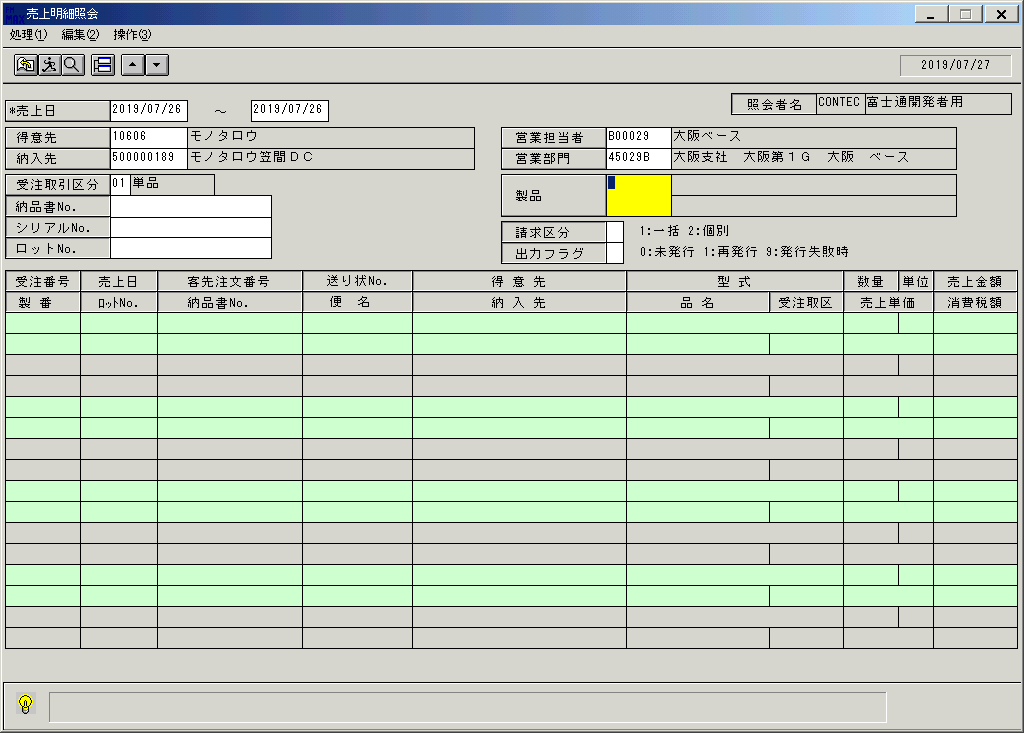 売上明細照会
処理(1) 編集(2) 操作(3)
2019/07/27
照会者名 CONTEC 富士通開発者用
*売上日 2019/07/26 ～ 2019/07/26
得意先 10606 モノタロウ
営業担当者 B00029 大阪ベース
納入先 500000189 モノタロウ笠間ＤＣ
営業部門 45029B 大阪支社 大阪第１Ｇ 大阪 ベース
受注取引区分 01 単品
製品
納品書No.
シリアルNo.
請求区分 1:一括 2:個別
ロットNo.
出力フラグ 0:未発行 1:再発行 9:発行失敗時
受注番号 売上日 客先注文番号 送り状No. 得 意 先 型 式 数量 単位 売上金額
製 番 ﾛｯﾄNo. 納品書No. 便 名 納 入 先 品 名 受注取区 売上単価 消費税額